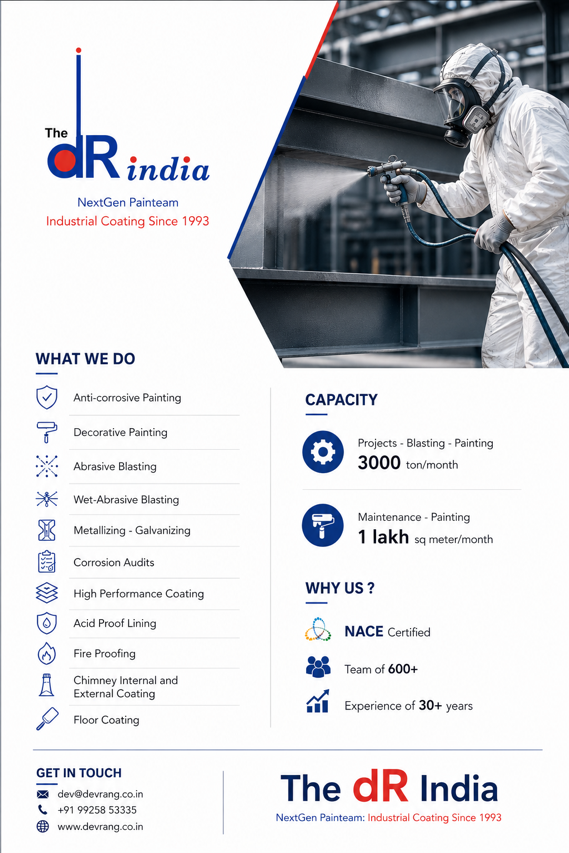 The
dR india
NextGen Painteam
Industrial Coating Since 1993
WHAT WE DO
Anti-corrosive Painting
Decorative Painting
Abrasive Blasting
Wet-Abrasive Blasting
Metallizing - Galvanizing
Corrosion Audits
High Performance Coating
Acid Proof Lining
Fire Proofing
Chimney Internal and
External Coating
Floor Coating
CAPACITY
Projects - Blasting - Painting
3000 ton/month
Maintenance - Painting
1 lakh sq meter/month
WHY US ?
NACE Certified
Team of 600+
Experience of 30+ years
GET IN TOUCH
dev@devrang.co.in
+91 99258 53335
www.devrang.co.in
The dR India
NextGen Painteam: Industrial Coating Since 1993